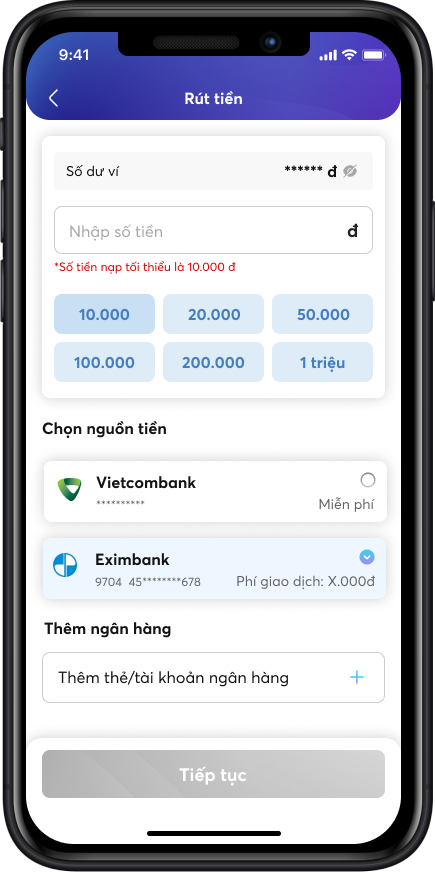 9:41
Rút tiền
Số dư ví ****** đ
Nhập số tiền đ
*Số tiền nạp tối thiểu là 10.000 đ
10.000 20.000 50.000
100.000 200.000 1 triệu
Chọn nguồn tiền
Vietcombank
********** Miễn phí
Eximbank
9704 45********678 Phí giao dịch: X.000đ
Thêm ngân hàng
Thêm thẻ/tài khoản ngân hàng +
Tiếp tục